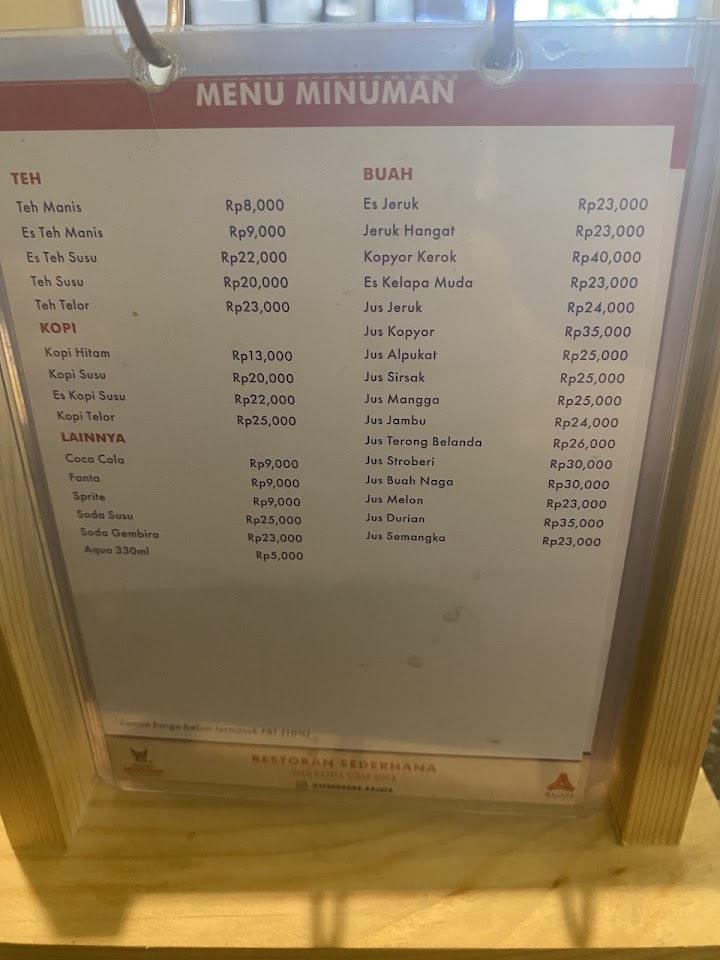 MENU MINUMAN
TEH
Teh Manis Rp8,000
Es Teh Manis Rp9,000
Es Teh Susu Rp22,000
Teh Susu Rp20,000
Teh Telor Rp23,000
KOPI
Kopi Hitam Rp13,000
Kopi Susu Rp20,000
Es Kopi Susu Rp22,000
Kopi Telor Rp25,000
LAINNYA
Coca Cola Rp9,000
Fanta Rp9,000
Sprite Rp9,000
Soda Susu Rp25,000
Soda Gembira Rp23,000
Aqua 330ml Rp5,000
BUAH
Es Jeruk Rp23,000
Jeruk Hangat Rp23,000
Kopyor Kerok Rp40,000
Es Kelapa Muda Rp23,000
Jus Jeruk Rp24,000
Jus Kopyor Rp35,000
Jus Alpukat Rp25,000
Jus Sirsak Rp25,000
Jus Mangga Rp25,000
Jus Jambu Rp24,000
Jus Terong Belanda Rp26,000
Jus Stroberi Rp30,000
Jus Buah Naga Rp30,000
Jus Melon Rp23,000
Jus Durian Rp35,000
Jus Semangka Rp23,000
*Semua harga belum termasuk PB1 (10%)
RESTORAN SEDERHANA